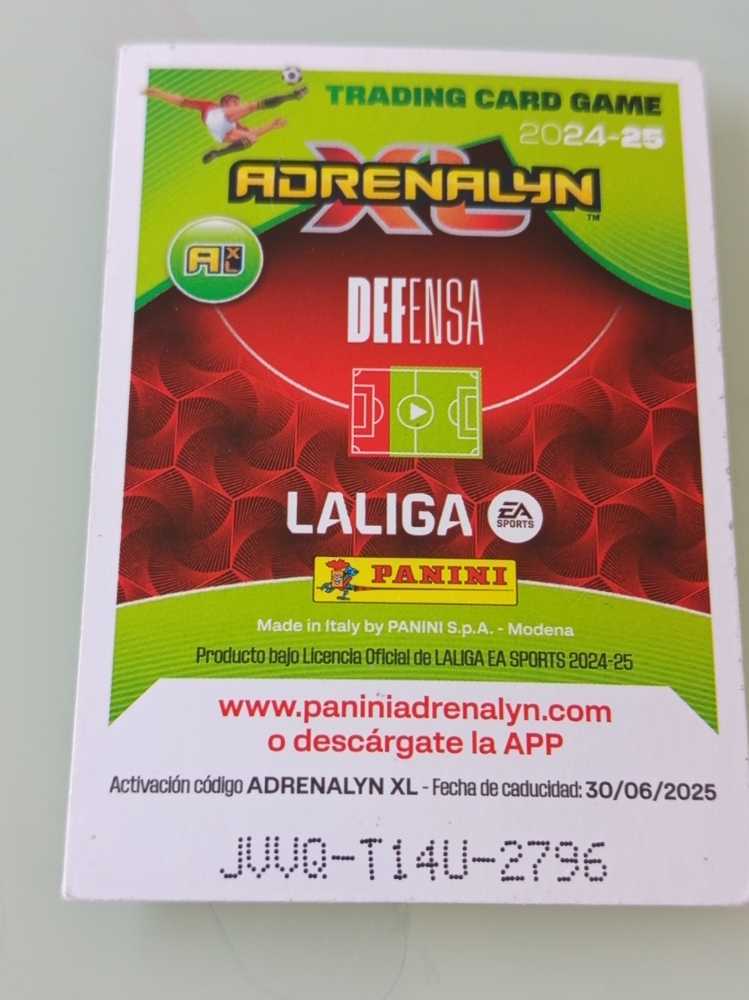 TRADING CARD GAME
2024-25
ADRENALYN XL™
AXL
DEFENSA
LALIGA EA SPORTS
PANINI
Made in Italy by PANINI S.p.A. - Modena
Producto bajo Licencia Oficial de LALIGA EA SPORTS 2024-25
www.paniniadrenalyn.com
o descárgate la APP
Activación código ADRENALYN XL - Fecha de caducidad: 30/06/2025
JVVQ-T14U-2796